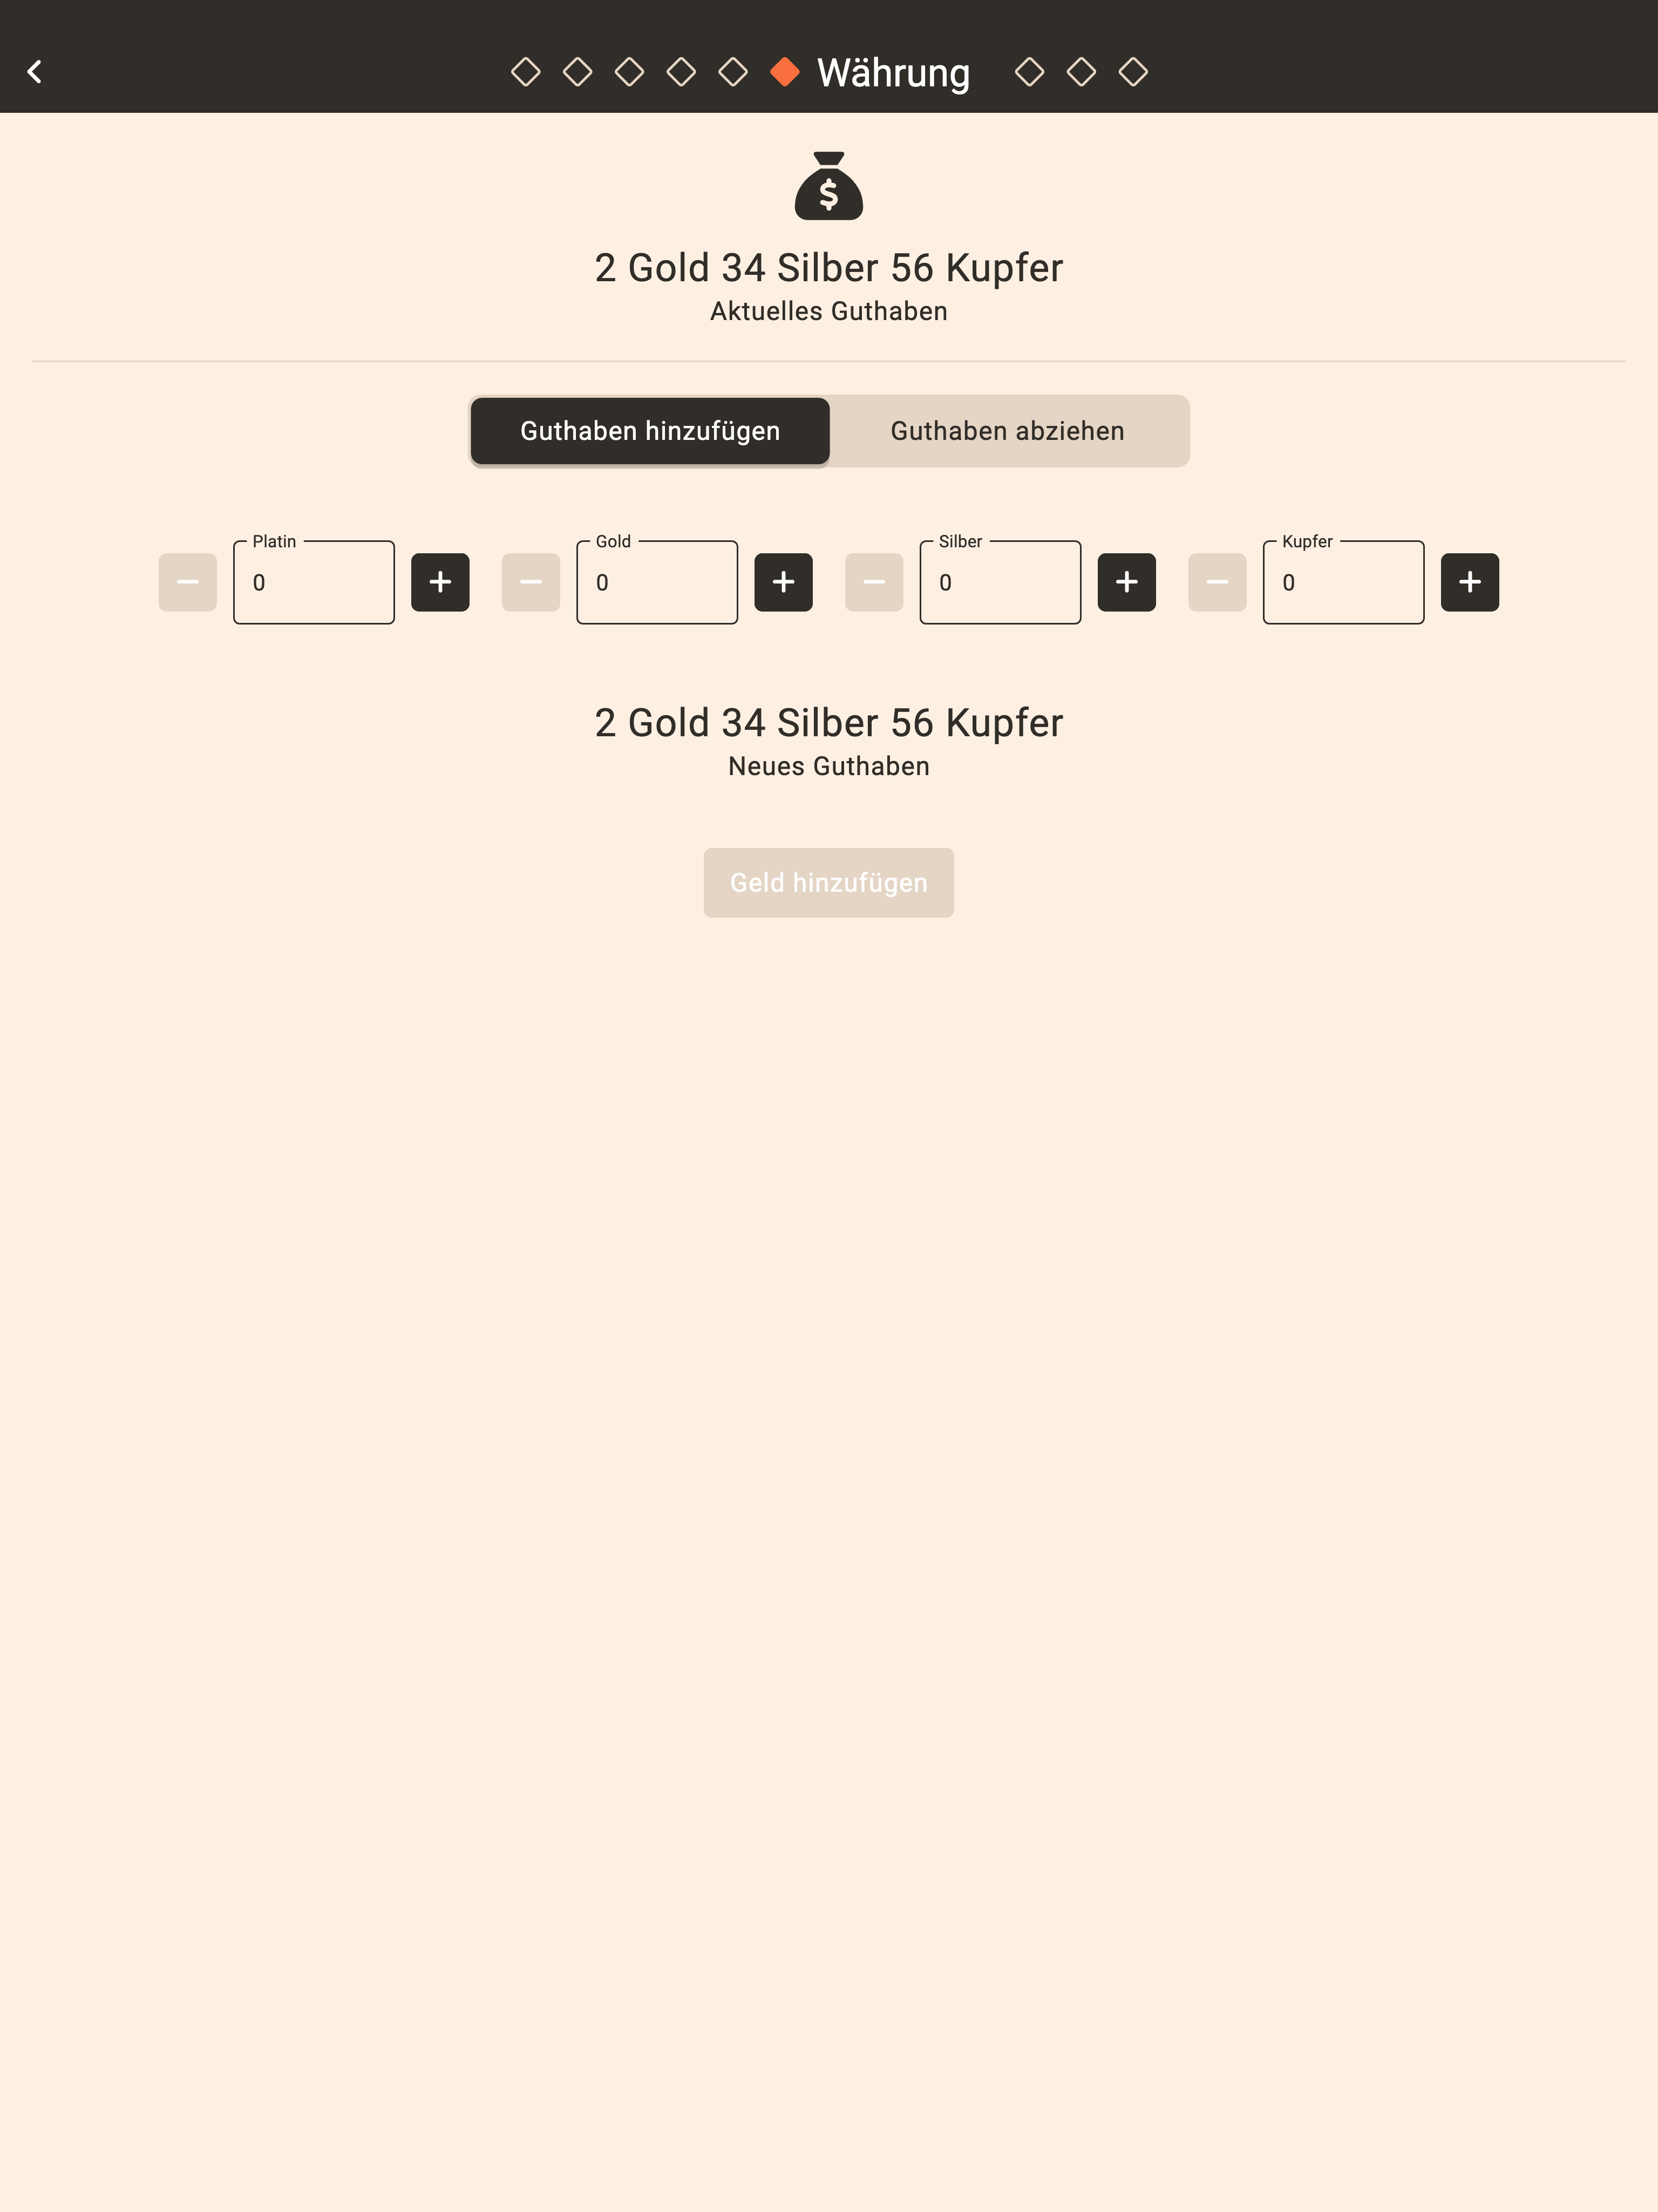 Währung
2 Gold 34 Silber 56 Kupfer
Aktuelles Guthaben
Guthaben hinzufügen Guthaben abziehen
Platin Gold Silber Kupfer
0 0 0 0
2 Gold 34 Silber 56 Kupfer
Neues Guthaben
Geld hinzufügen